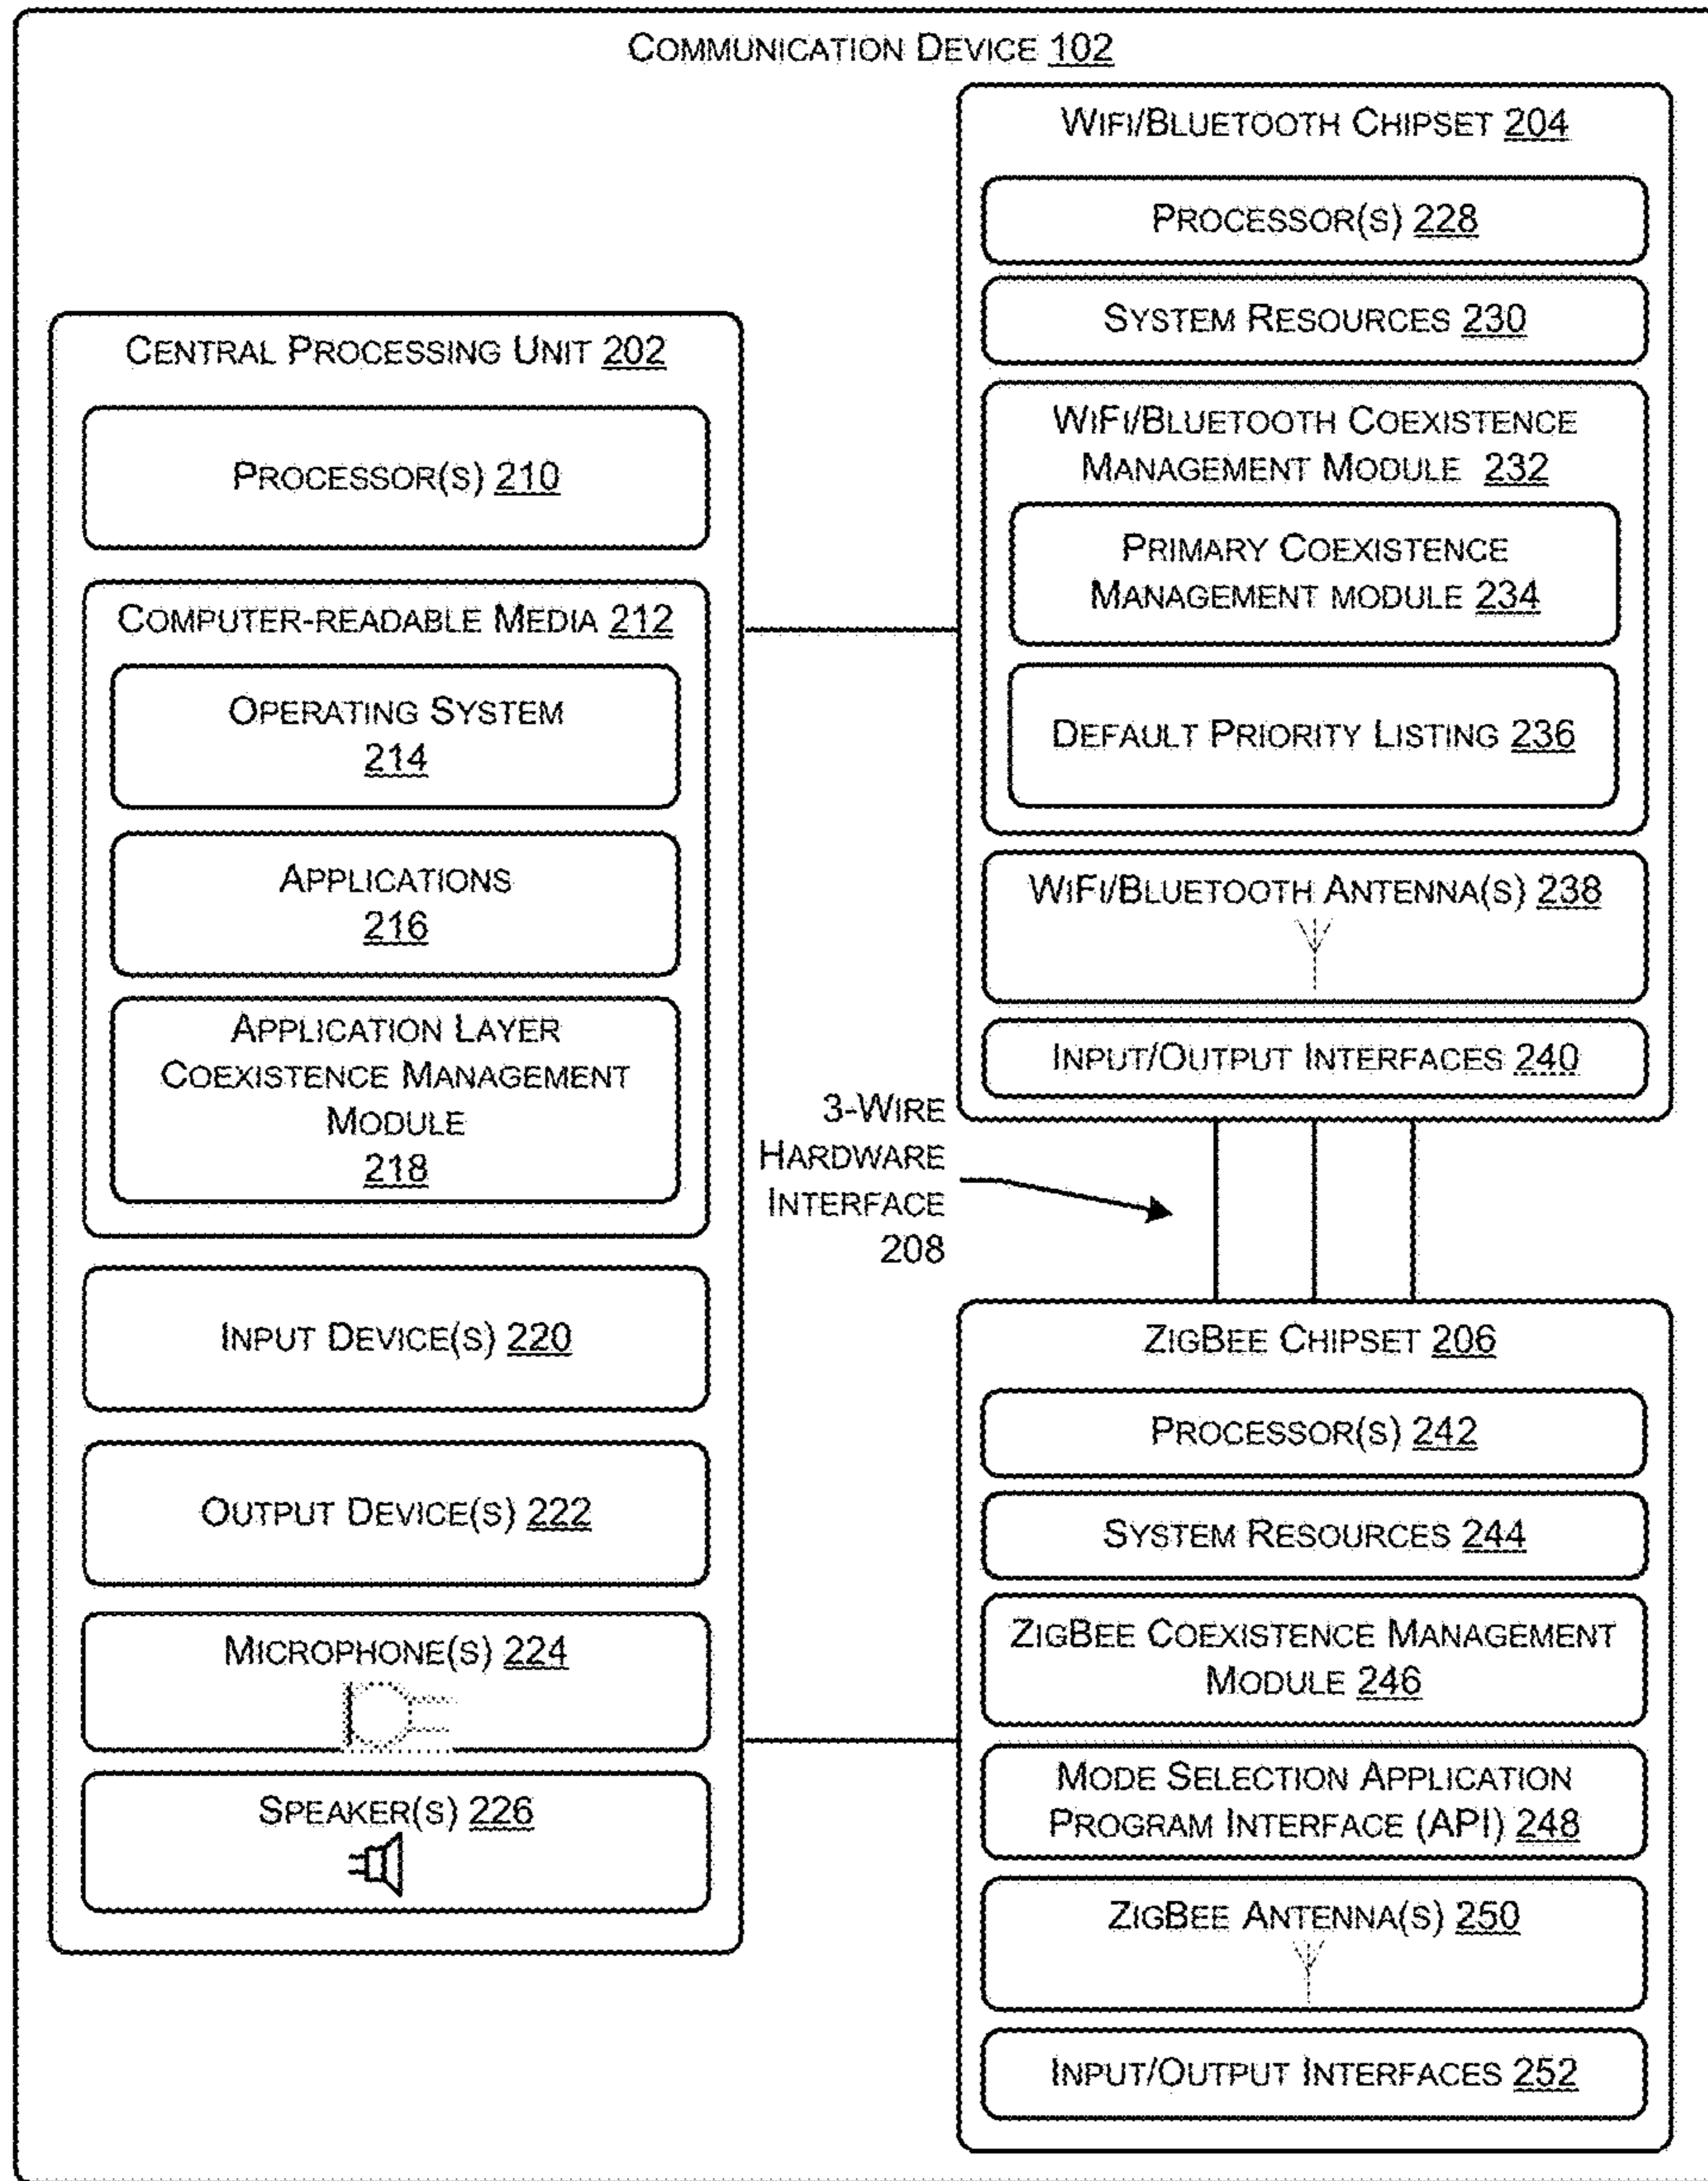 COMMUNICATION DEVICE 102
CENTRAL PROCESSING UNIT 202
PROCESSOR(S) 210
COMPUTER-READABLE MEDIA 212
OPERATING SYSTEM
214
APPLICATIONS
216
APPLICATION LAYER
COEXISTENCE MANAGEMENT
MODULE
218
INPUT DEVICE(S) 220
OUTPUT DEVICE(S) 222
MICROPHONE(S) 224
SPEAKER(S) 226
WIFI/BLUETOOTH CHIPSET 204
PROCESSOR(S) 228
SYSTEM RESOURCES 230
WIFI/BLUETOOTH COEXISTENCE
MANAGEMENT MODULE 232
PRIMARY COEXISTENCE
MANAGEMENT MODULE 234
DEFAULT PRIORITY LISTING 236
WIFI/BLUETOOTH ANTENNA(S) 238
INPUT/OUTPUT INTERFACES 240
3-WIRE
HARDWARE
INTERFACE
208
ZIGBEE CHIPSET 206
PROCESSOR(S) 242
SYSTEM RESOURCES 244
ZIGBEE COEXISTENCE MANAGEMENT
MODULE 246
MODE SELECTION APPLICATION
PROGRAM INTERFACE (API) 248
ZIGBEE ANTENNA(S) 250
INPUT/OUTPUT INTERFACES 252